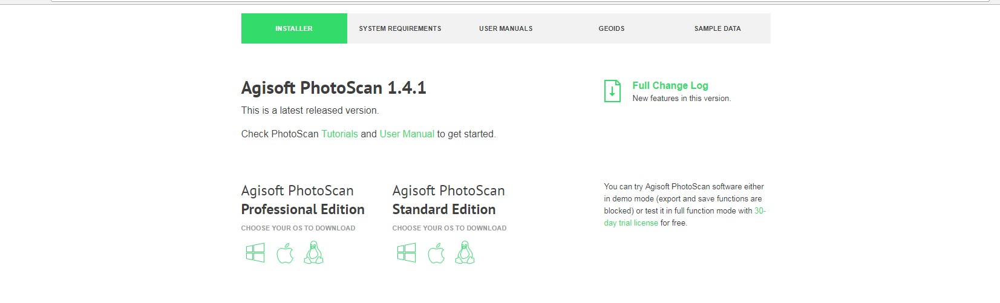 INSTALLER SYSTEM REQUIREMENTS USER MANUALS GEOIDS SAMPLE DATA
Agisoft PhotoScan 1.4.1
This is a latest released version.
Check PhotoScan Tutorials and User Manual to get started.
Full Change Log
New features in this version.
Agisoft PhotoScan
Professional Edition
CHOOSE YOUR OS TO DOWNLOAD
Agisoft PhotoScan
Standard Edition
CHOOSE YOUR OS TO DOWNLOAD
You can try Agisoft PhotoScan software either
in demo mode (export and save functions are
blocked) or test it in full function mode with 30-
day trial license for free.